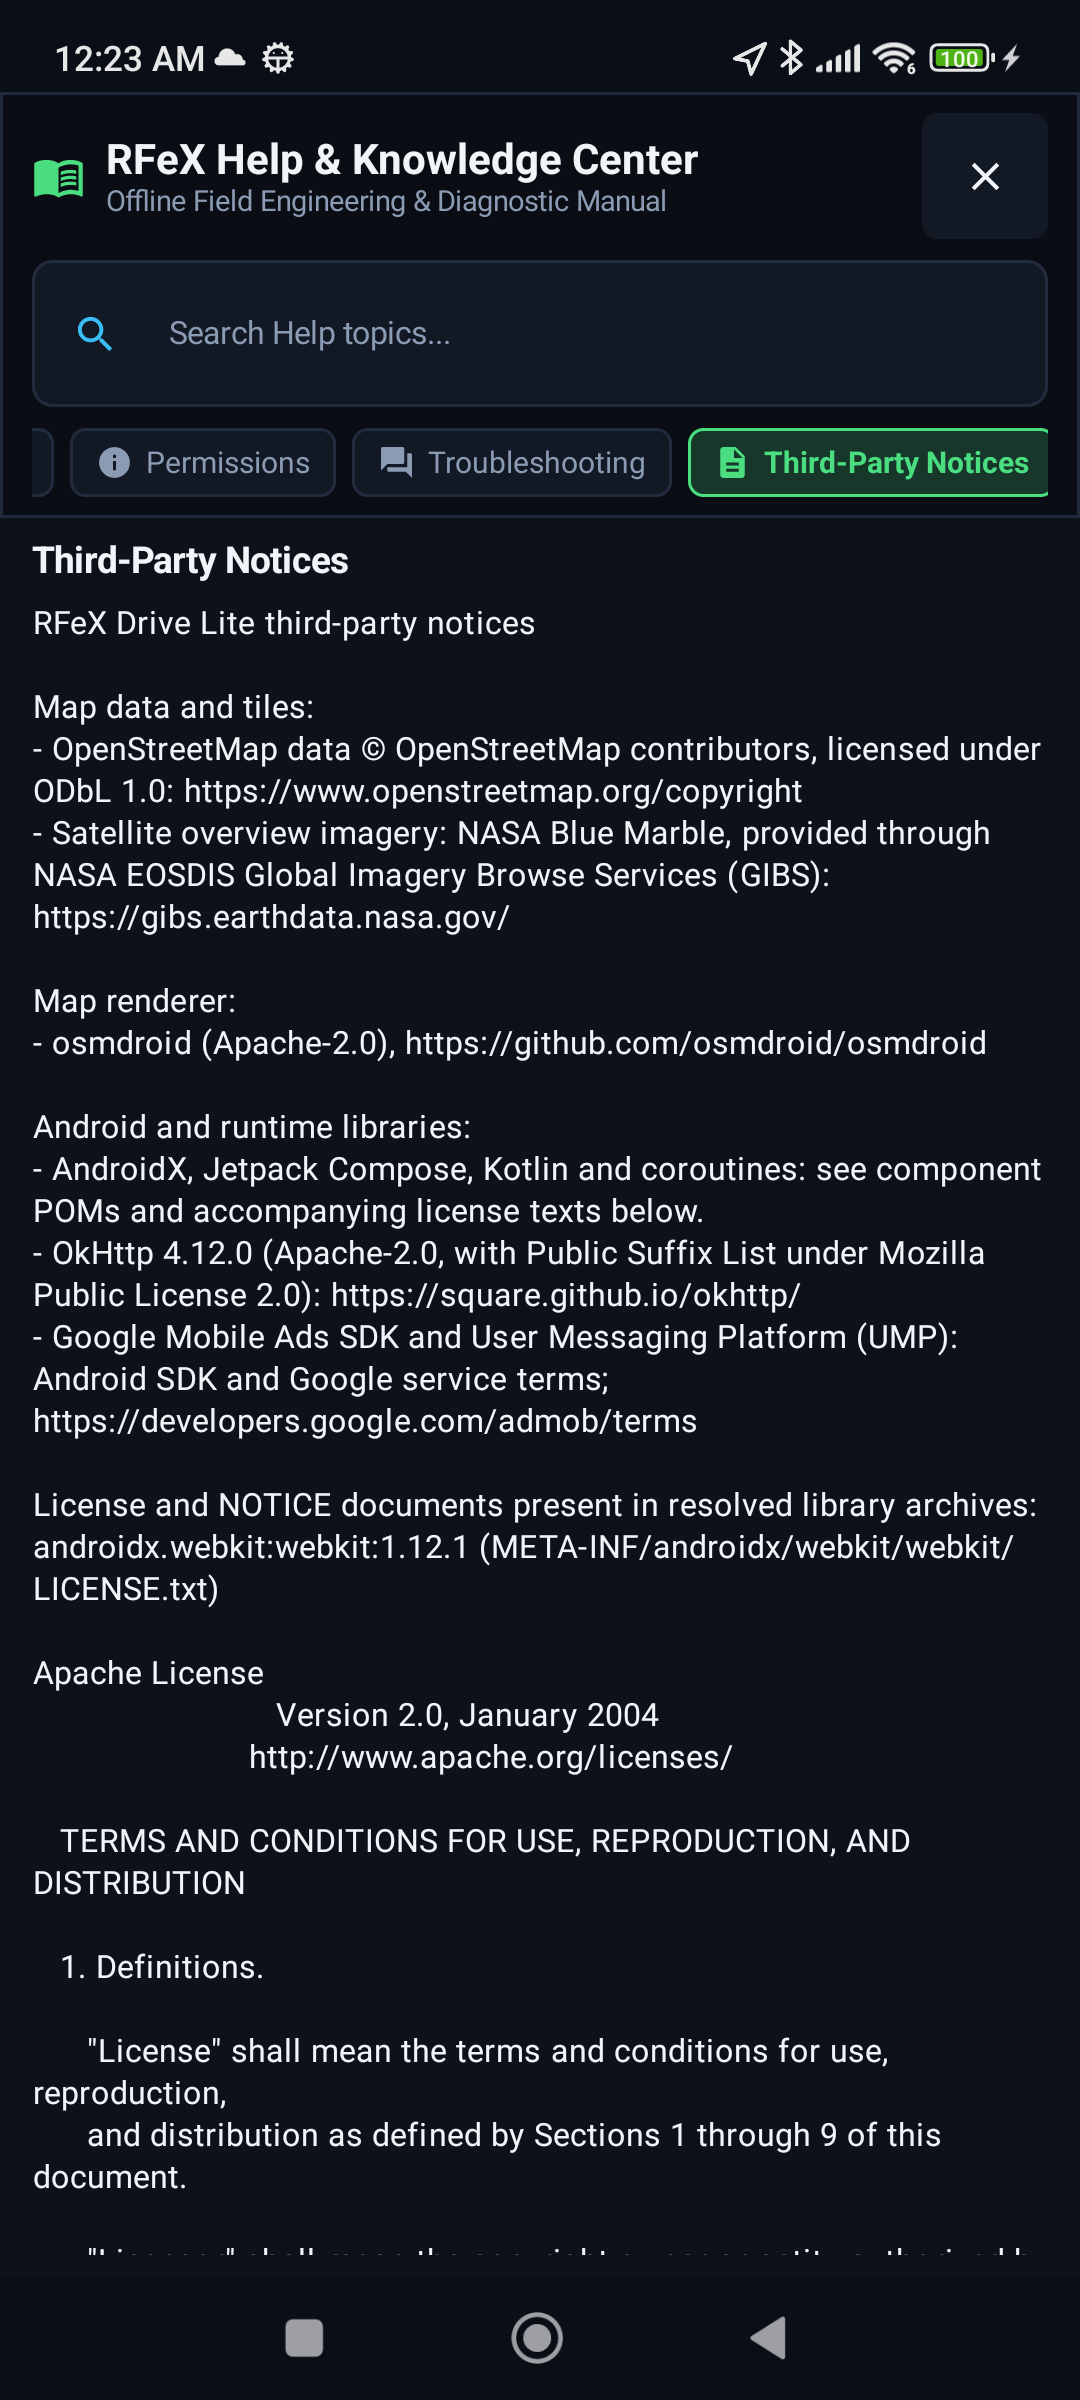 12:23 AM
6
100
RFeX Help & Knowledge Center
Offline Field Engineering & Diagnostic Manual
Search Help topics...
Permissions
Troubleshooting
Third-Party Notices
Third-Party Notices
RFeX Drive Lite third-party notices
Map data and tiles:
- OpenStreetMap data © OpenStreetMap contributors, licensed under
ODbL 1.0: https://www.openstreetmap.org/copyright
- Satellite overview imagery: NASA Blue Marble, provided through
NASA EOSDIS Global Imagery Browse Services (GIBS):
https://gibs.earthdata.nasa.gov/
Map renderer:
- osmdroid (Apache-2.0), https://github.com/osmdroid/osmdroid
Android and runtime libraries:
- AndroidX, Jetpack Compose, Kotlin and coroutines: see component
POMs and accompanying license texts below.
- OkHttp 4.12.0 (Apache-2.0, with Public Suffix List under Mozilla
Public License 2.0): https://square.github.io/okhttp/
- Google Mobile Ads SDK and User Messaging Platform (UMP):
Android SDK and Google service terms;
https://developers.google.com/admob/terms
License and NOTICE documents present in resolved library archives:
androidx.webkit:webkit:1.12.1 (META-INF/androidx/webkit/webkit/
LICENSE.txt)
Apache License
Version 2.0, January 2004
http://www.apache.org/licenses/
TERMS AND CONDITIONS FOR USE, REPRODUCTION, AND
DISTRIBUTION
1. Definitions.
"License" shall mean the terms and conditions for use,
reproduction,
and distribution as defined by Sections 1 through 9 of this
document.